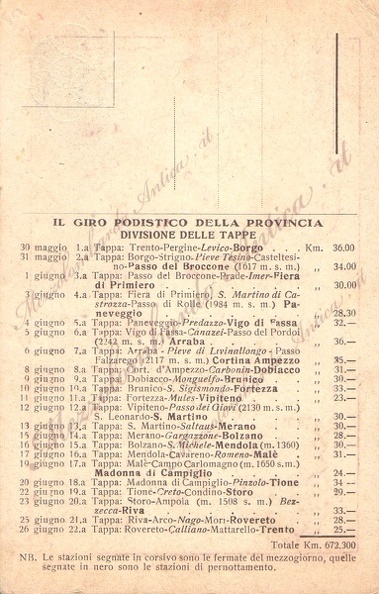 IL GIRO PODISTICO DELLA PROVINCIA
DIVISIONE DELLE TAPPE
30 maggio 1.a Tappa: Trento-Pergine-Levico-Borgo . . . Km. 36.00
31 maggio 2.a Tappa: Borgo-Strigno-Pieve Tesino-Casteltesi-
no-Passo del Broccone (1617 m. s. m.) „ 34.00
1 giugno 3.a Tappa: Passo del Broccone-Prade-Imer-Fiera
di Primiero . . . „ 30.00
3 giugno 4.a Tappa: Fiera di Primiero, S. Martino di Ca-
strozza-Passo di Rolle (1984 m. s. m.) Pa-
neveggio . . . „ 28,30
4 giugno 5.a Tappa: Paneveggio-Predazzo-Vigo di Fassa „ 32.—
5 giugno 6.a Tappa: Vigo di Fassa-Canazei-Passo del Pordoi
(2242 m. s. m.) Arraba . . . „ 36.—
6 giugno 7.a Tappa: Arraba - Pieve di Livinallongo - Passo
Falzarego (2117 m. s. m.) Cortina Ampezzo „ 35.—
8 giugno 8.a Tappa: Cort. d'Ampezzo-Carbonin-Dobiacco „ 31.—
9 giugno 9.a Tappa: Dobiacco-Monguelfo-Brunico . . „ 30.—
10 giugno 10.a Tappa: Brunico-S. Sigismondo-Fortezza . „ 33.—
11 giugno 11.a Tappa: Fortezza-Mules-Vipiteno . . . „ 23.—
12 giugno 12.a Tappa: Vipiteno-Passo dei Giovi (2130 m. s. m.)
S. Leonardo-S. Martino . . . „ 30.—
13 giugno 13.a Tappa: S. Martino-Saltaus-Merano . . . „ 30.—
15 giugno 14.a Tappa: Merano-Gargazzone-Bolzano . . „ 28.—
16 giugno 15.a Tappa: Bolzano-S. Michele-Mendola (m. 1360) „ 30.—
17 giugno 16.a Tappa: Mendola-Cavareno-Romeno-Malè „ 31.—
19 giugno 17.a Tappa: Malè-Campo Carlomagno (m. 1650 s. m.)
Madonna di Campiglio . . . „ 24.—
20 giugno 18.a Tappa: Madonna di Campiglio-Pinzolo-Tione „ 34.—
22 giugno 19.a Tappa: Tione-Creto-Condino-Storo . . „ 29.—
23 giugno 20.a Tappa: Storo-Ampola (m. 1508 s. m.) Bez-
zecca-Riva . . . „ 33.—
25 giugno 21.a Tappa: Riva-Arco-Nago-Mori-Rovereto . „ 28.—
26 giugno 22.a Tappa: Rovereto-Calliano-Mattarello-Trento „ 25.—
Totale Km. 672.300
NB. Le stazioni segnate in corsivo sono le fermate del mezzogiorno, quelle
segnate in nero sono le stazioni di pernottamento.